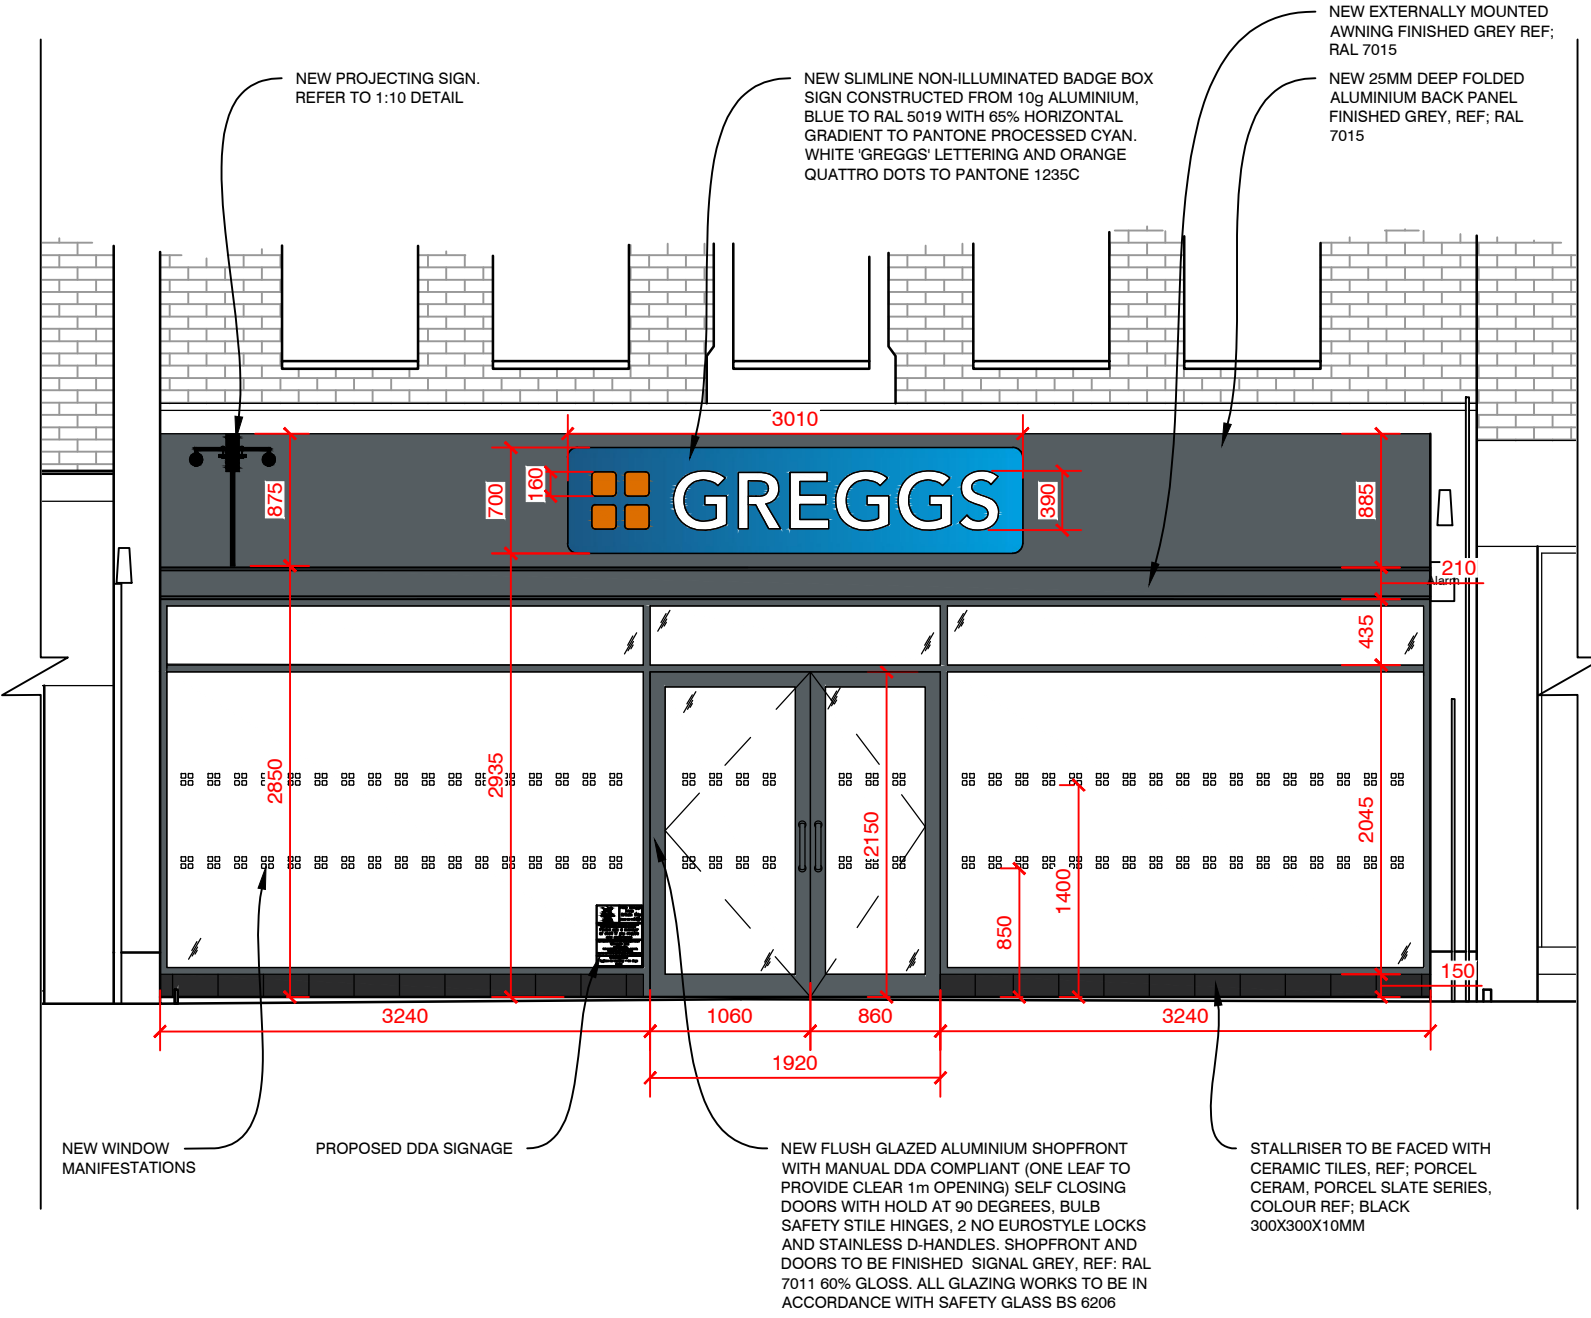 NEW EXTERNALLY MOUNTED
AWNING FINISHED GREY REF;
RAL 7015
NEW PROJECTING SIGN.
REFER TO 1:10 DETAIL
NEW SLIMLINE NON-ILLUMINATED BADGE BOX
SIGN CONSTRUCTED FROM 10g ALUMINIUM,
BLUE TO RAL 5019 WITH 65% HORIZONTAL
GRADIENT TO PANTONE PROCESSED CYAN.
WHITE 'GREGGS' LETTERING AND ORANGE
QUATTRO DOTS TO PANTONE 1235C
NEW 25MM DEEP FOLDED
ALUMINIUM BACK PANEL
FINISHED GREY, REF; RAL
7015
3010
875
700
160
GREGGS
390
885
210
Alarm
435
2850
2935
2150
2045
1400
850
150
3240
1060
860
3240
1920
NEW WINDOW
MANIFESTATIONS
PROPOSED DDA SIGNAGE
NEW FLUSH GLAZED ALUMINIUM SHOPFRONT
WITH MANUAL DDA COMPLIANT (ONE LEAF TO
PROVIDE CLEAR 1m OPENING) SELF CLOSING
DOORS WITH HOLD AT 90 DEGREES, BULB
SAFETY STILE HINGES, 2 NO EUROSTYLE LOCKS
AND STAINLESS D-HANDLES. SHOPFRONT AND
DOORS TO BE FINISHED SIGNAL GREY, REF: RAL
7011 60% GLOSS. ALL GLAZING WORKS TO BE IN
ACCORDANCE WITH SAFETY GLASS BS 6206
STALLRISER TO BE FACED WITH
CERAMIC TILES, REF; PORCEL
CERAM, PORCEL SLATE SERIES,
COLOUR REF; BLACK
300X300X10MM